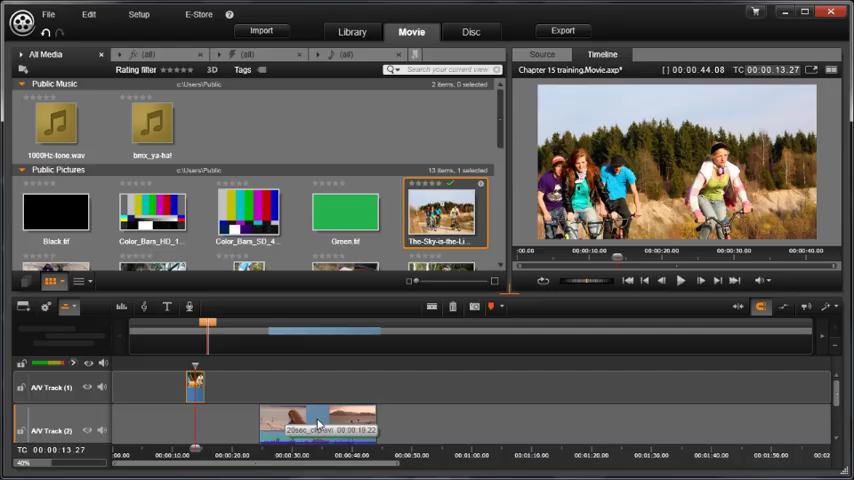 File Edit Setup E-Store ?
Import Library Movie Disc Export
All Media x (all) x (all) x (all) x
Source Timeline
Rating filter 3D Tags Search your current view
Chapter 15 training.Movie.axp* [ ] 00:00:44.08 TC 00:00:13.27
Public Music c:\Users\Public 2 items, 0 selected
1000Hz-tone.wav bmx_ya-ha!
Public Pictures c:\Users\Public 13 items, 1 selected
Black.tif Color_Bars_HD_1... Color_Bars_SD_4... Green.tif The-Sky-is-the-Li...
:00.00 00:00:10.00 00:00:20.00 00:00:30.00 00:00:40.00
A/V Track (1)
A/V Track (2)
20sec_clip.avi 00:00:19.22
TC 00:00:13.27
:00.00 00:00:10.00 00:00:20.00 00:00:30.00 00:00:40.00 00:00:50.00 00:01:00.00 00:01:10.00 00:01:20.00 00:01:30.00 00:01:40.00 00:01:50.00
40%